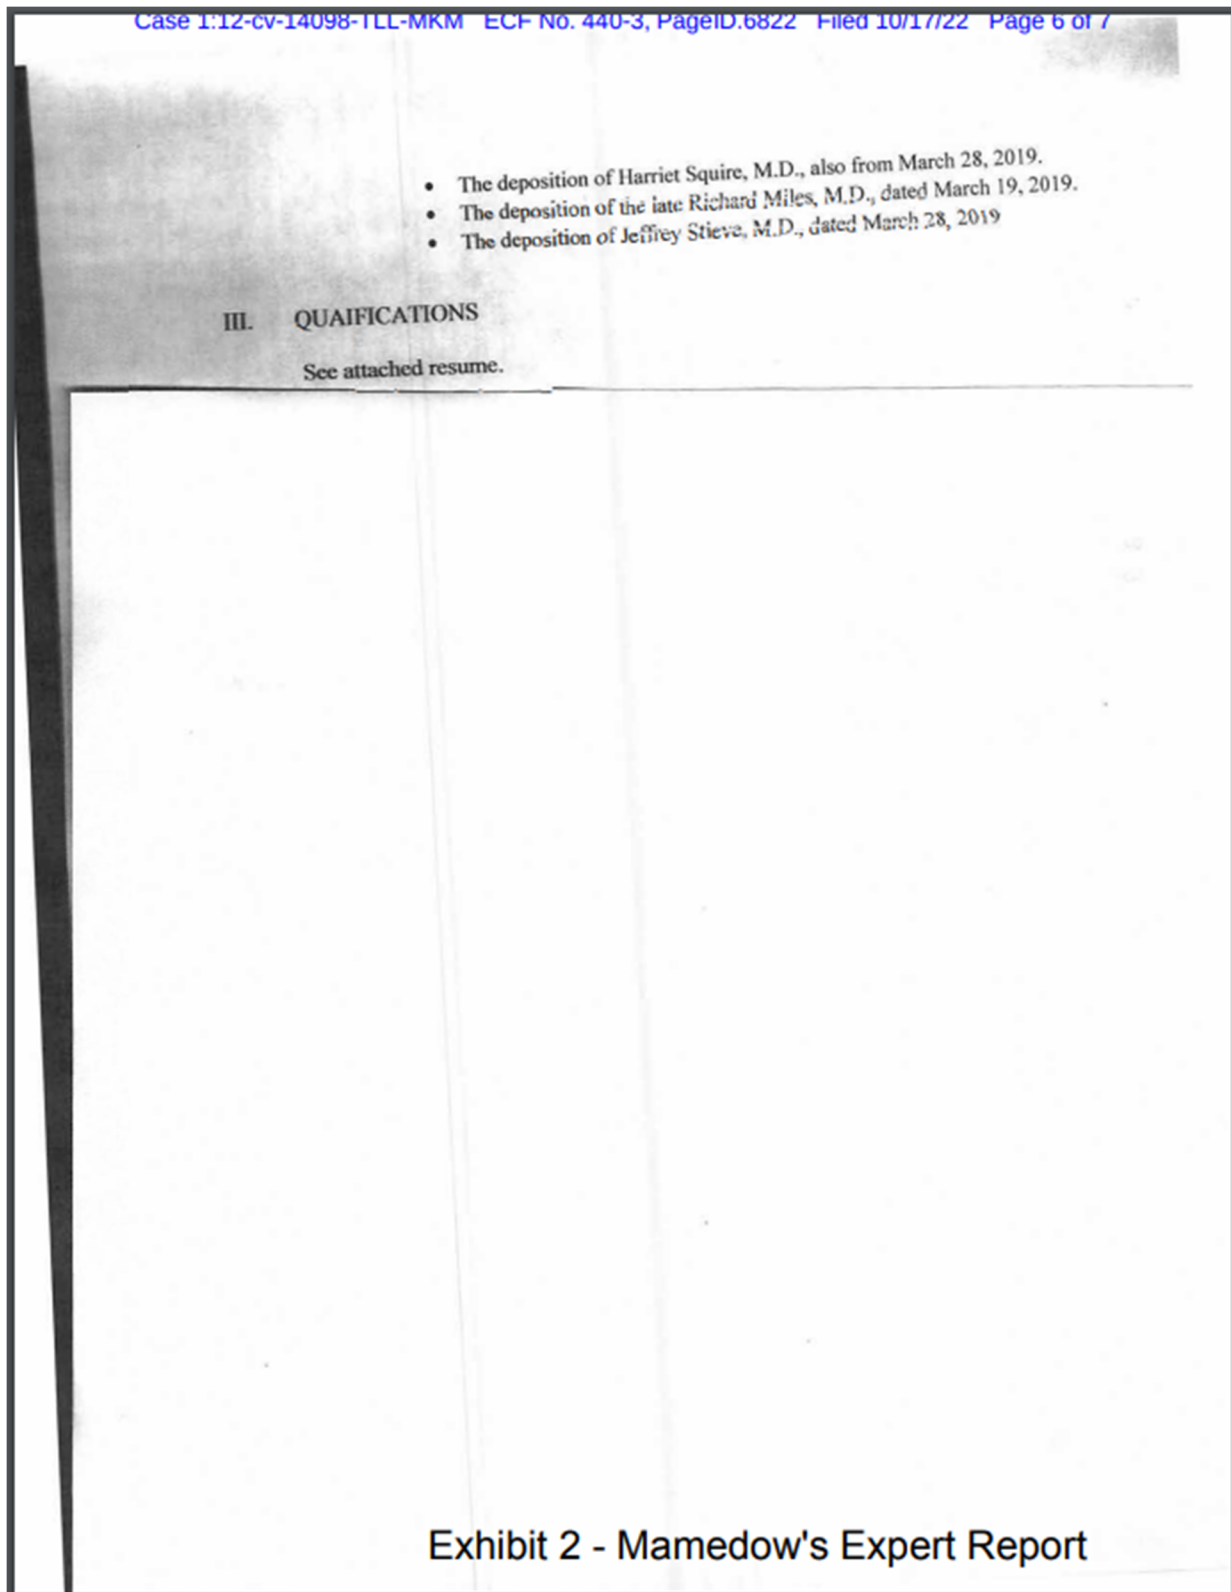 Case 1:12-cv-14098-TLL-MKM ECF No. 440-3, PageID.6822 Filed 10/17/22 Page 6 of 7
• The deposition of Harriet Squire, M.D., also from March 28, 2019.
• The deposition of the late Richard Miles, M.D., dated March 19, 2019.
• The deposition of Jeffrey Stieve, M.D., dated March 28, 2019
III. QUAIFICATIONS
See attached resume.
Exhibit 2 - Mamedow's Expert Report